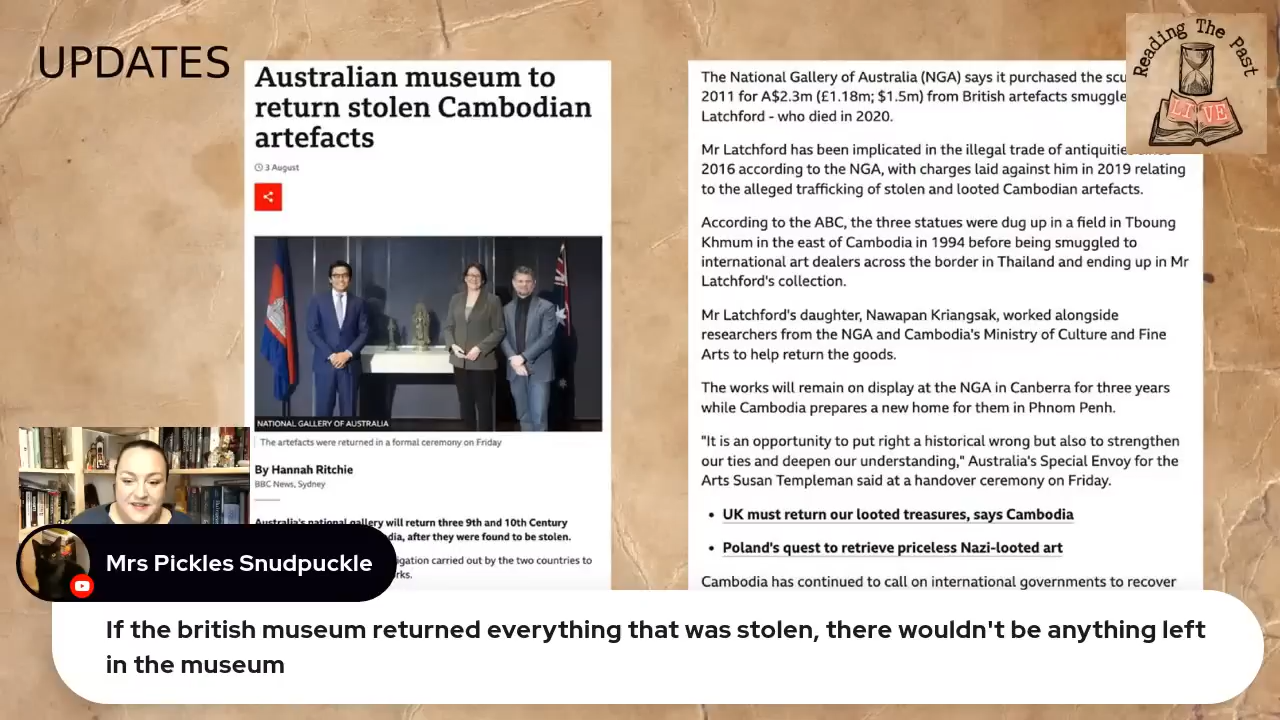 UPDATES
Australian museum to
return stolen Cambodian
artefacts
3 August
NATIONAL GALLERY OF AUSTRALIA
The artefacts were returned in a formal ceremony on Friday
By Hannah Ritchie
BBC News, Sydney
Australia's national gallery will return three 9th and 10th Century
after they were found to be stolen.
carried out by the two countries to
The National Gallery of Australia (NGA) says it purchased the
2011 for A$2.3m (£1.18m; $1.5m) from British artefacts
Latchford - who died in 2020.
Mr Latchford has been implicated in the illegal trade of
2016 according to the NGA, with charges laid against him in 2019 relating
to the alleged trafficking of stolen and looted Cambodian artefacts.
According to the ABC, the three statues were dug up in a field in Tboung
Khmum in the east of Cambodia in 1994 before being smuggled to
international art dealers across the border in Thailand and ending up in Mr
Latchford's collection.
Mr Latchford's daughter, Nawapan Kriangsak, worked alongside
researchers from the NGA and Cambodia's Ministry of Culture and Fine
Arts to help return the goods.
The works will remain on display at the NGA in Canberra for three years
while Cambodia prepares a new home for them in Phnom Penh.
"It is an opportunity to put right a historical wrong but also to strengthen
our ties and deepen our understanding," Australia's Special Envoy for the
Arts Susan Templeman said at a handover ceremony on Friday.
• UK must return our looted treasures, says Cambodia
• Poland's quest to retrieve priceless Nazi-looted art
Cambodia has continued to call on international governments to recover
Reading The Past
LIVE
Mrs Pickles Snudpuckle
If the british museum returned everything that was stolen, there wouldn't be anything left
in the museum